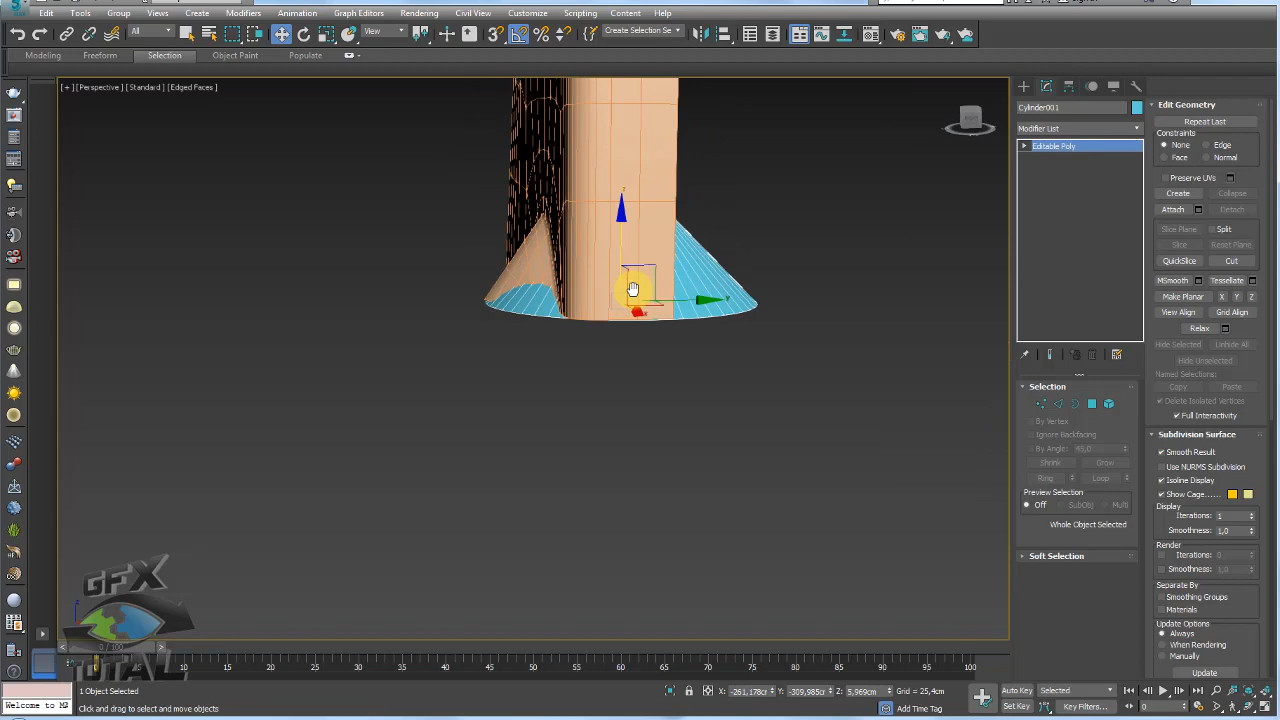 Edit Tools Group Views Create Modifiers Animation Graph Editors Rendering Civil View Customize Scripting Content Help
All View Create Selection Se
Modeling Freeform Selection Object Paint Populate
[+] [Perspective] [Standard] [Edged Faces]
Cylinder001
Modifier List
Editable Poly
Edit Geometry
Repeat Last
Constraints
None Edge
Face Normal
Preserve UVs
Create Collapse
Attach Detach
Slice Plane Split
Slice Reset Plane
QuickSlice Cut
MSmooth Tessellate
Make Planar X Y Z
View Align Grid Align
Relax
Hide Selected Unhide All
Hide Unselected
Named Selections:
Copy Paste
Delete Isolated Vertices
Full Interactivity
Selection
By Vertex
Ignore Backfacing
By Angle: 45,0
Shrink Grow
Ring Loop
Preview Selection
Off SubObj Multi
Whole Object Selected
Soft Selection
Subdivision Surface
Smooth Result
Use NURMS Subdivision
Isoline Display
Show Cage......
Display
Iterations: 1
Smoothness: 1,0
Render
Iterations: 0
Smoothness: 1,0
Separate By
Smoothing Groups
Materials
Update Options
Always
When Rendering
Manually
Update
z
y
x
GFX
TOTAL
0 / 100
15 20 25 30 35 40 45 50 55 60 65 70 75 80 85 90 95 100
1 Object Selected
X: -261,178cm Y: -309,985cm Z: 5,969cm Grid = 25,4cm
Auto Key Selected
Welcome to M
Click and drag to select and move objects
Add Time Tag
Set Key Key Filters... 0